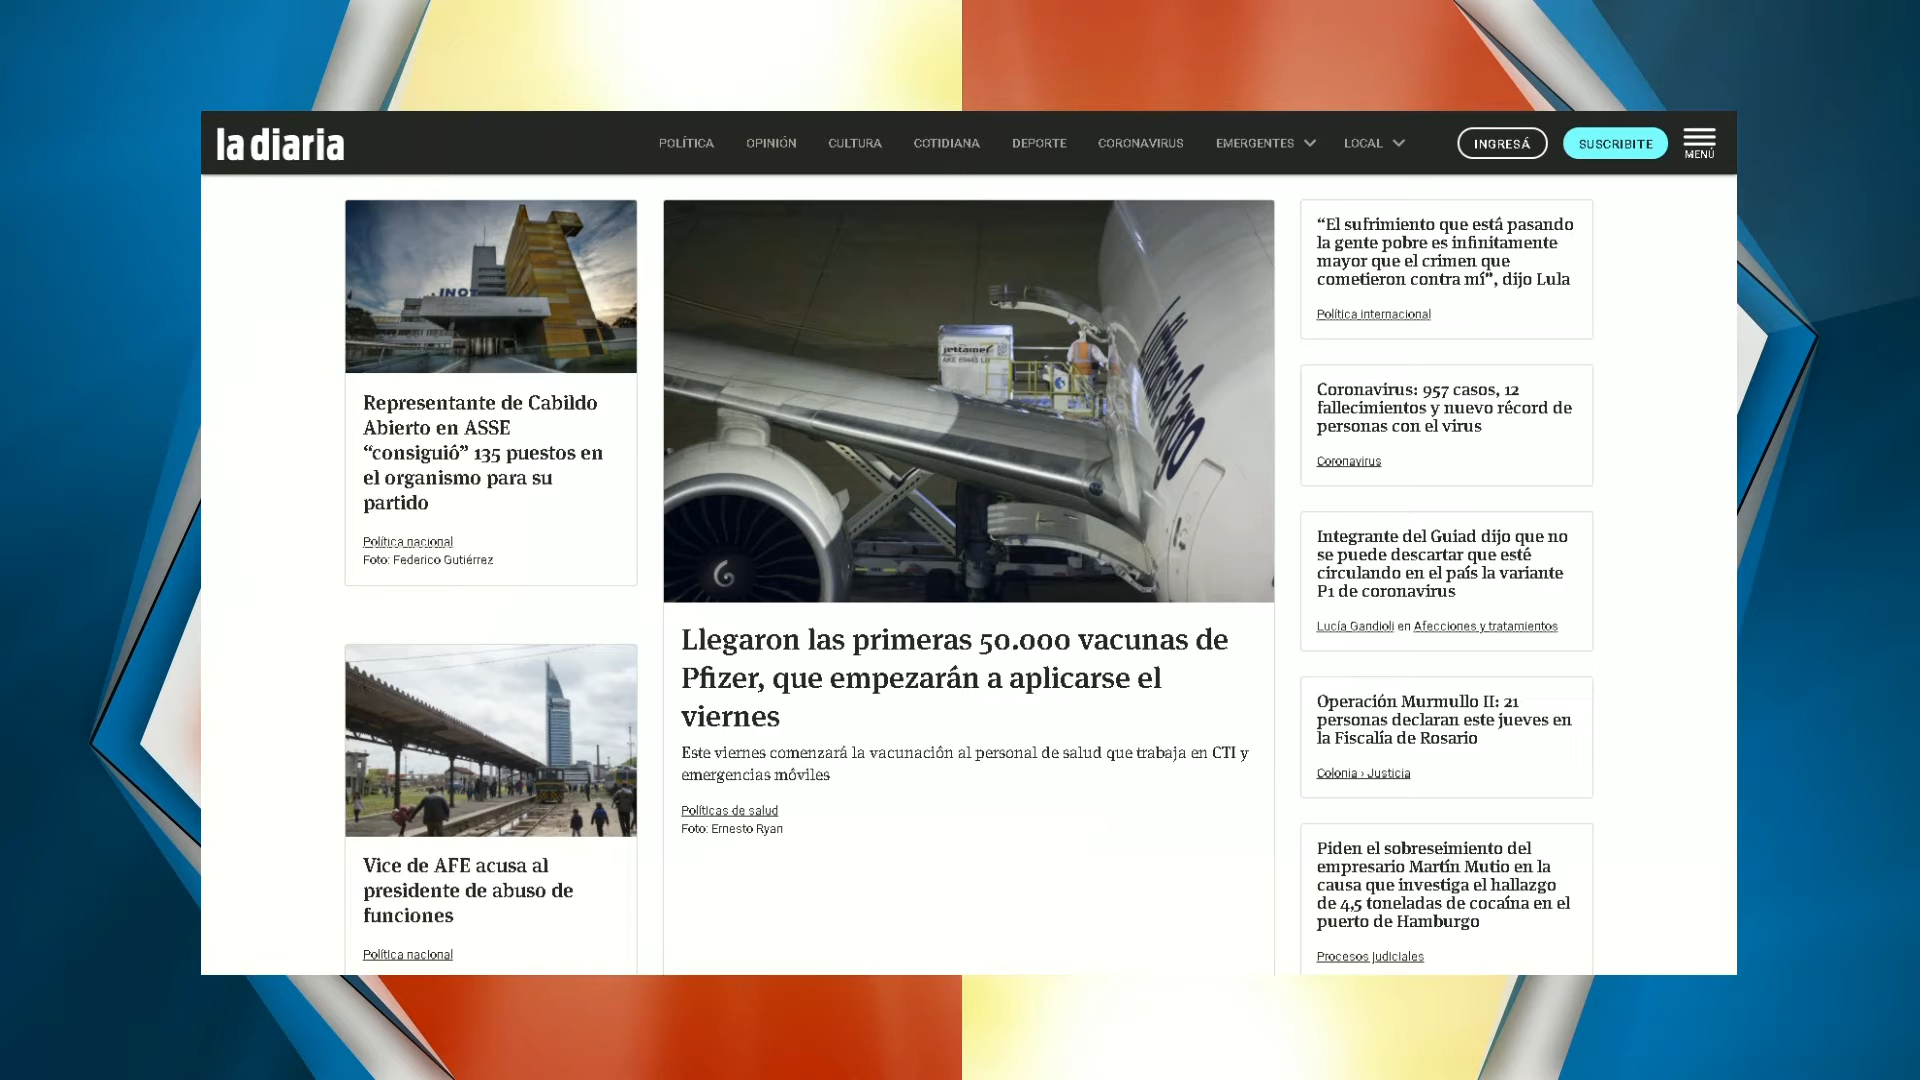 la diaria
POLÍTICA OPINIÓN CULTURA COTIDIANA DEPORTE CORONAVIRUS EMERGENTES LOCAL INGRESÁ SUSCRIBITE MENÚ
Representante de Cabildo
Abierto en ASSE
“consiguió” 135 puestos en
el organismo para su
partido
Política nacional
Foto: Federico Gutiérrez
Vice de AFE acusa al
presidente de abuso de
funciones
Política nacional
jettainer
Llegaron las primeras 50.000 vacunas de
Pfizer, que empezarán a aplicarse el
viernes
Este viernes comenzará la vacunación al personal de salud que trabaja en CTI y
emergencias móviles
Políticas de salud
Foto: Ernesto Ryan
“El sufrimiento que está pasando
la gente pobre es infinitamente
mayor que el crimen que
cometieron contra mí”, dijo Lula
Política internacional
Coronavirus: 957 casos, 12
fallecimientos y nuevo récord de
personas con el virus
Coronavirus
Integrante del Guiad dijo que no
se puede descartar que esté
circulando en el país la variante
P1 de coronavirus
Lucía Gandioli en Afecciones y tratamientos
Operación Murmullo II: 21
personas declaran este jueves en
la Fiscalía de Rosario
Colonia › Justicia
Piden el sobreseimiento del
empresario Martín Mutio en la
causa que investiga el hallazgo
de 4,5 toneladas de cocaína en el
puerto de Hamburgo
Procesos judiciales